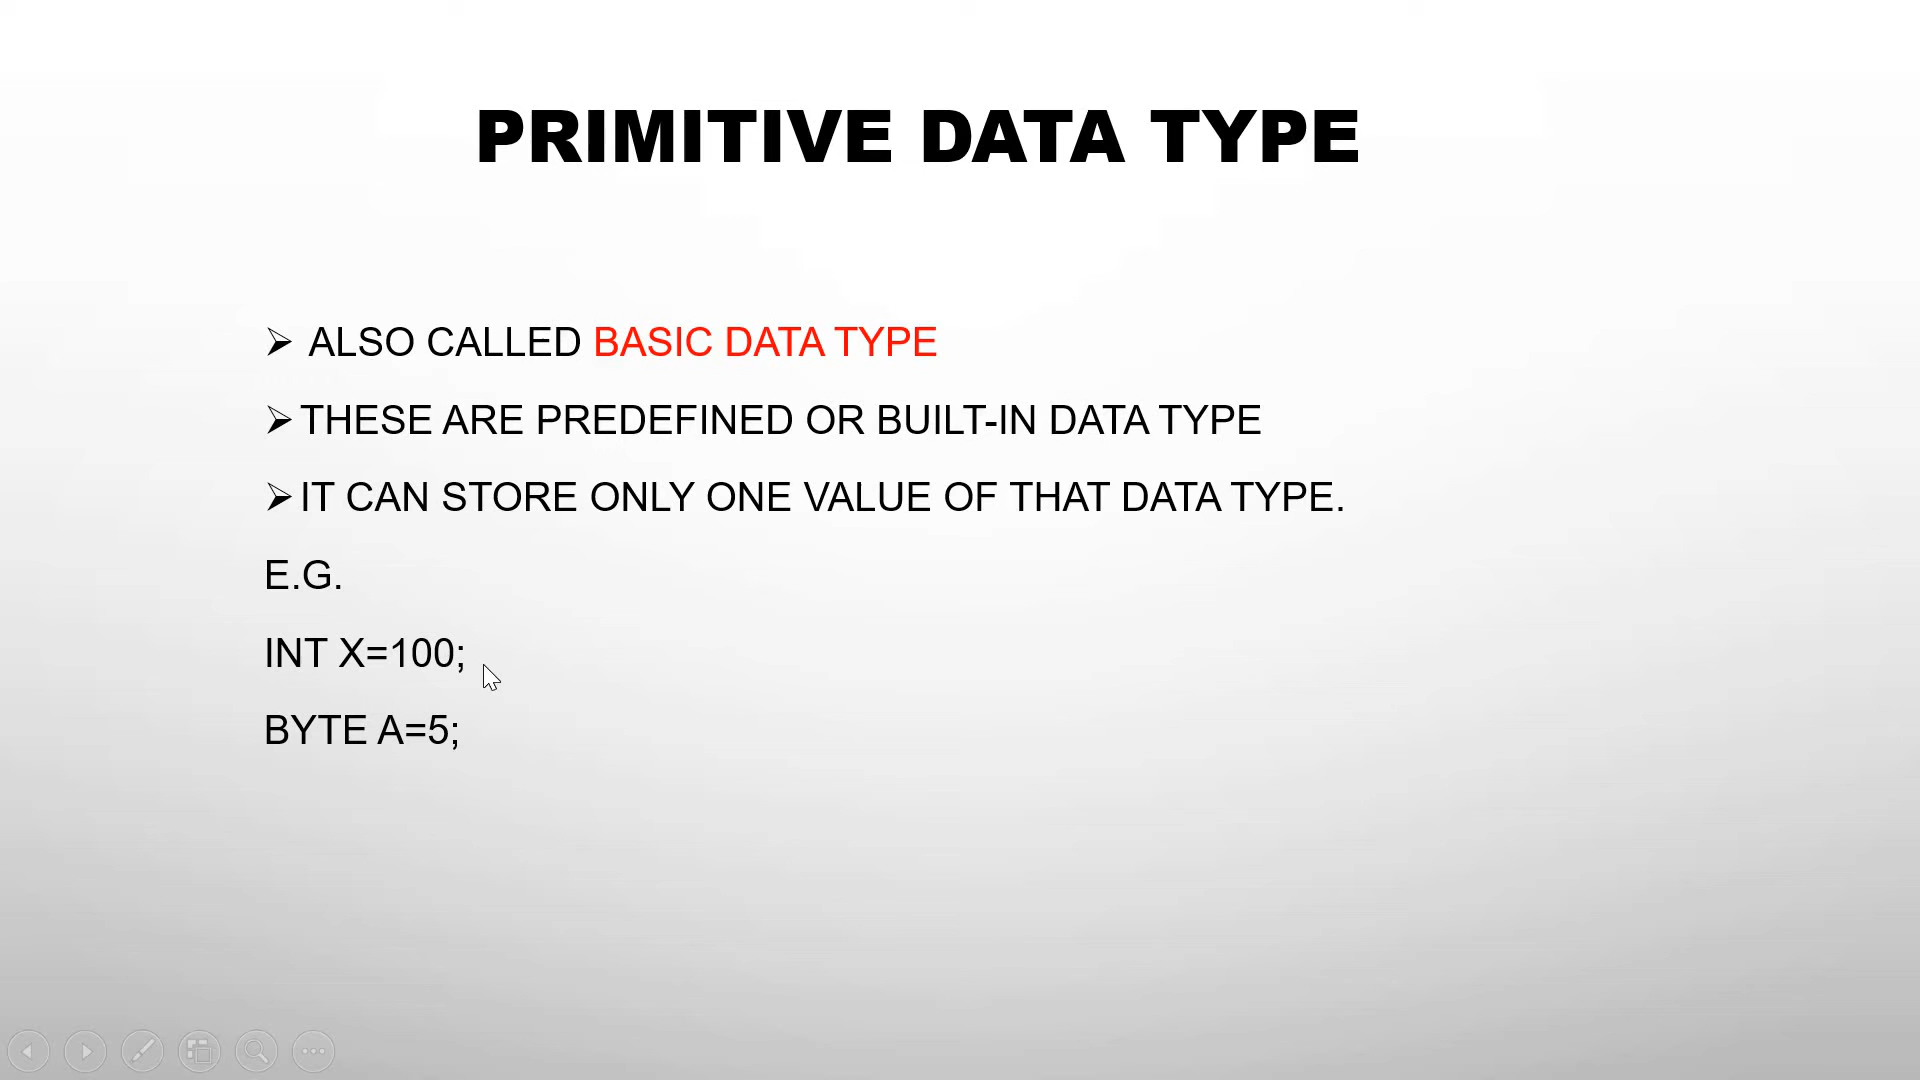 PRIMITIVE DATA TYPE
ALSO CALLED BASIC DATA TYPE
THESE ARE PREDEFINED OR BUILT-IN DATA TYPE
IT CAN STORE ONLY ONE VALUE OF THAT DATA TYPE.
E.G.
INT X=100;
BYTE A=5;